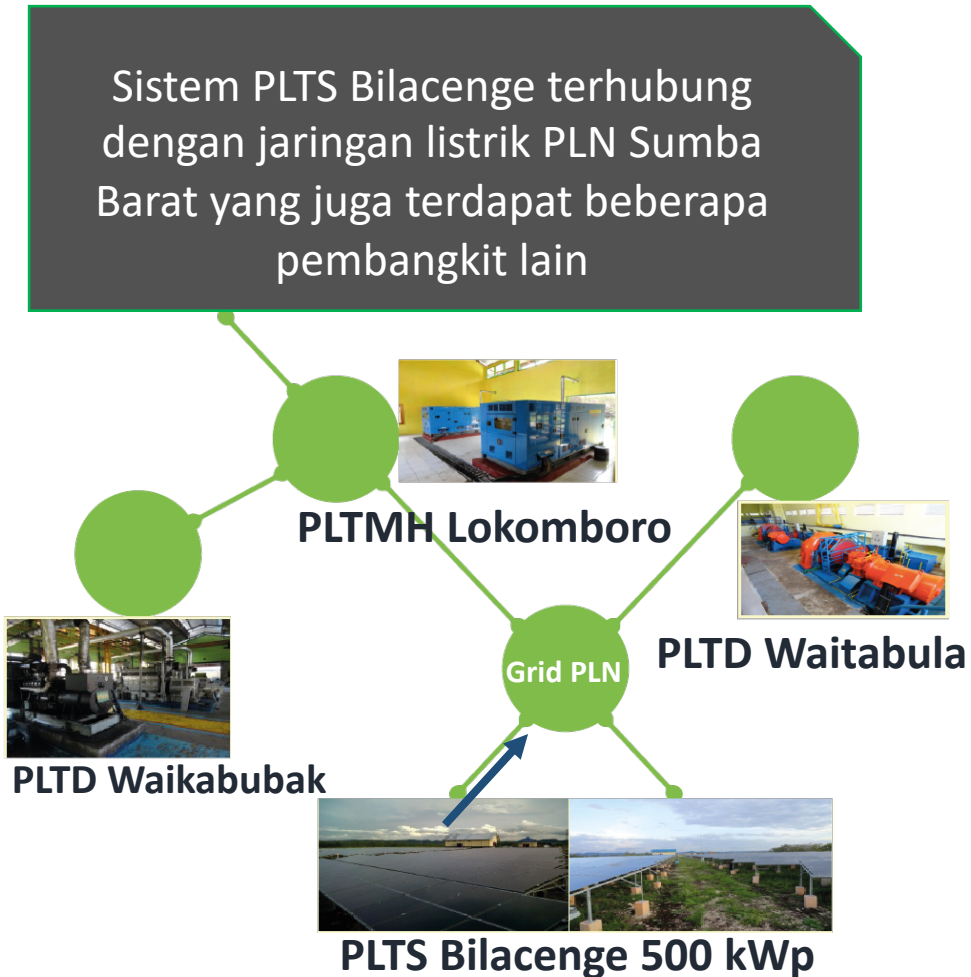 Sistem PLTS Bilacenge terhubung
dengan jaringan listrik PLN Sumba
Barat yang juga terdapat beberapa
pembangkit lain
PLTMH Lokomboro
PLTD Waitabula
Grid PLN
PLTD Waikabubak
PLTS Bilacenge 500 kWp